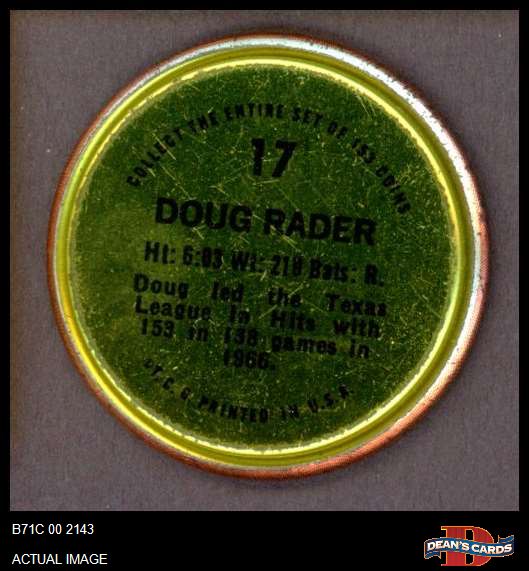 COLLECT THE ENTIRE SET OF 153 COINS
17
DOUG RADER
Ht: 6:03 Wt: 210 Bats: R.
Doug led the Texas
League in Hits with
153 in 138 games in
1966.
©T.C.G. PRINTED IN U.S.A.
B71C 00 2143
ACTUAL IMAGE
D
DEAN'S CARDS